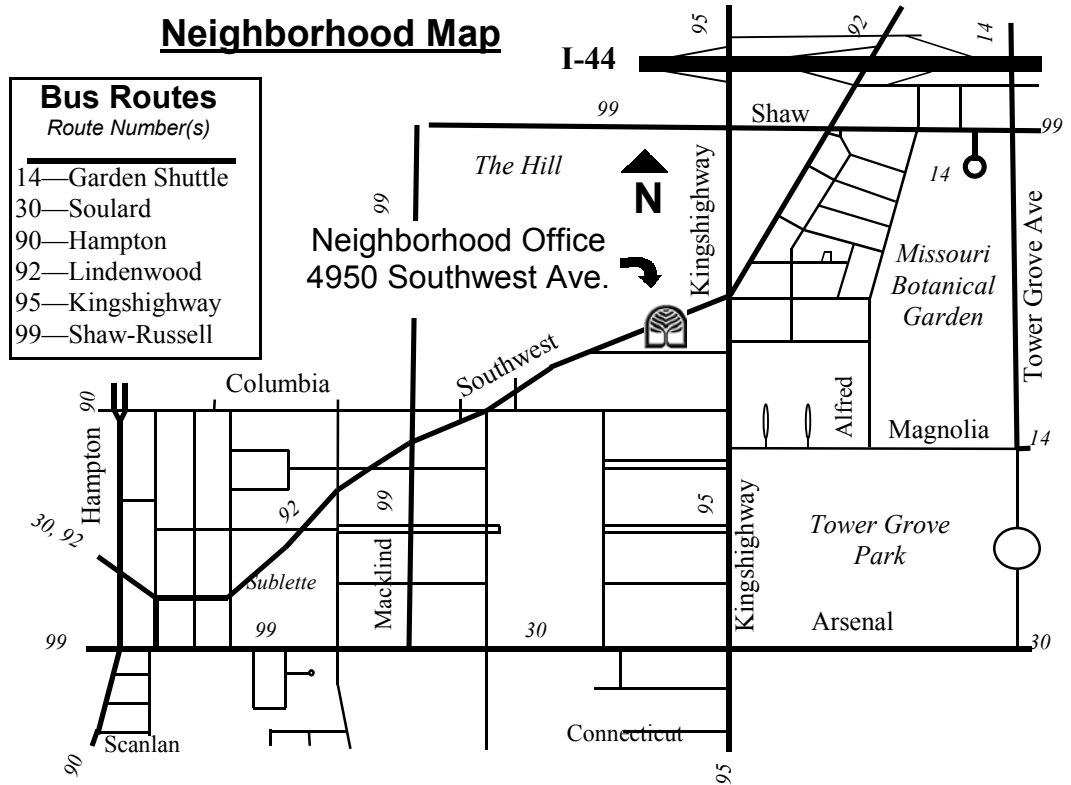 Neighborhood Map
95
92
14
I-44
Bus Routes
Route Number(s)
14—Garden Shuttle
30—Soulard
90—Hampton
92—Lindenwood
95—Kingshighway
99—Shaw-Russell
99
Shaw
99
The Hill
N
Kingshighway
14
99
Tower Grove Ave
Neighborhood Office
4950 Southwest Ave.
Missouri
Botanical
Garden
Southwest
Columbia
90
Alfred
Magnolia
14
Hampton
99
95
92
30, 92
Kingshighway
Tower Grove
Park
Macklind
Sublette
Arsenal
99
99
30
30
Scanlan
Connecticut
90
95